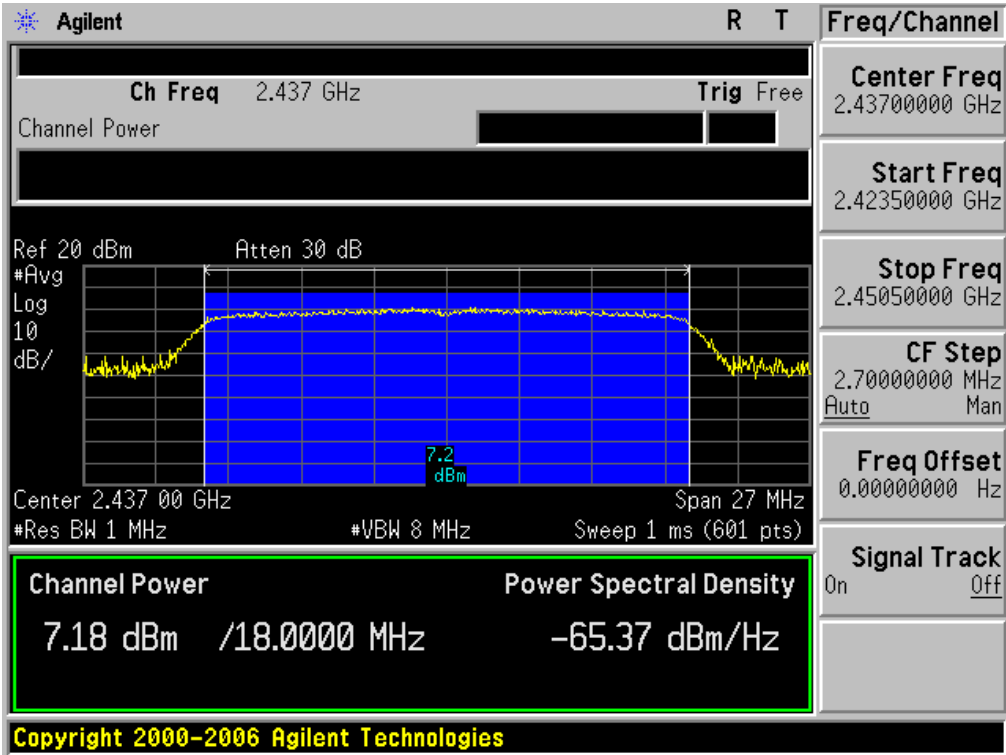 Agilent R T Freq/Channel
Ch Freq 2.437 GHz Trig Free
Channel Power
Center Freq
2.43700000 GHz
Start Freq
2.42350000 GHz
Stop Freq
2.45050000 GHz
CF Step
2.70000000 MHz
Auto Man
Freq Offset
0.00000000 Hz
Signal Track
On Off
Ref 20 dBm Atten 30 dB
#Avg
Log
10
dB/
7.2
dBm
Center 2.437 00 GHz Span 27 MHz
#Res BW 1 MHz #VBW 8 MHz Sweep 1 ms (601 pts)
Channel Power Power Spectral Density
7.18 dBm /18.0000 MHz -65.37 dBm/Hz
Copyright 2000-2006 Agilent Technologies